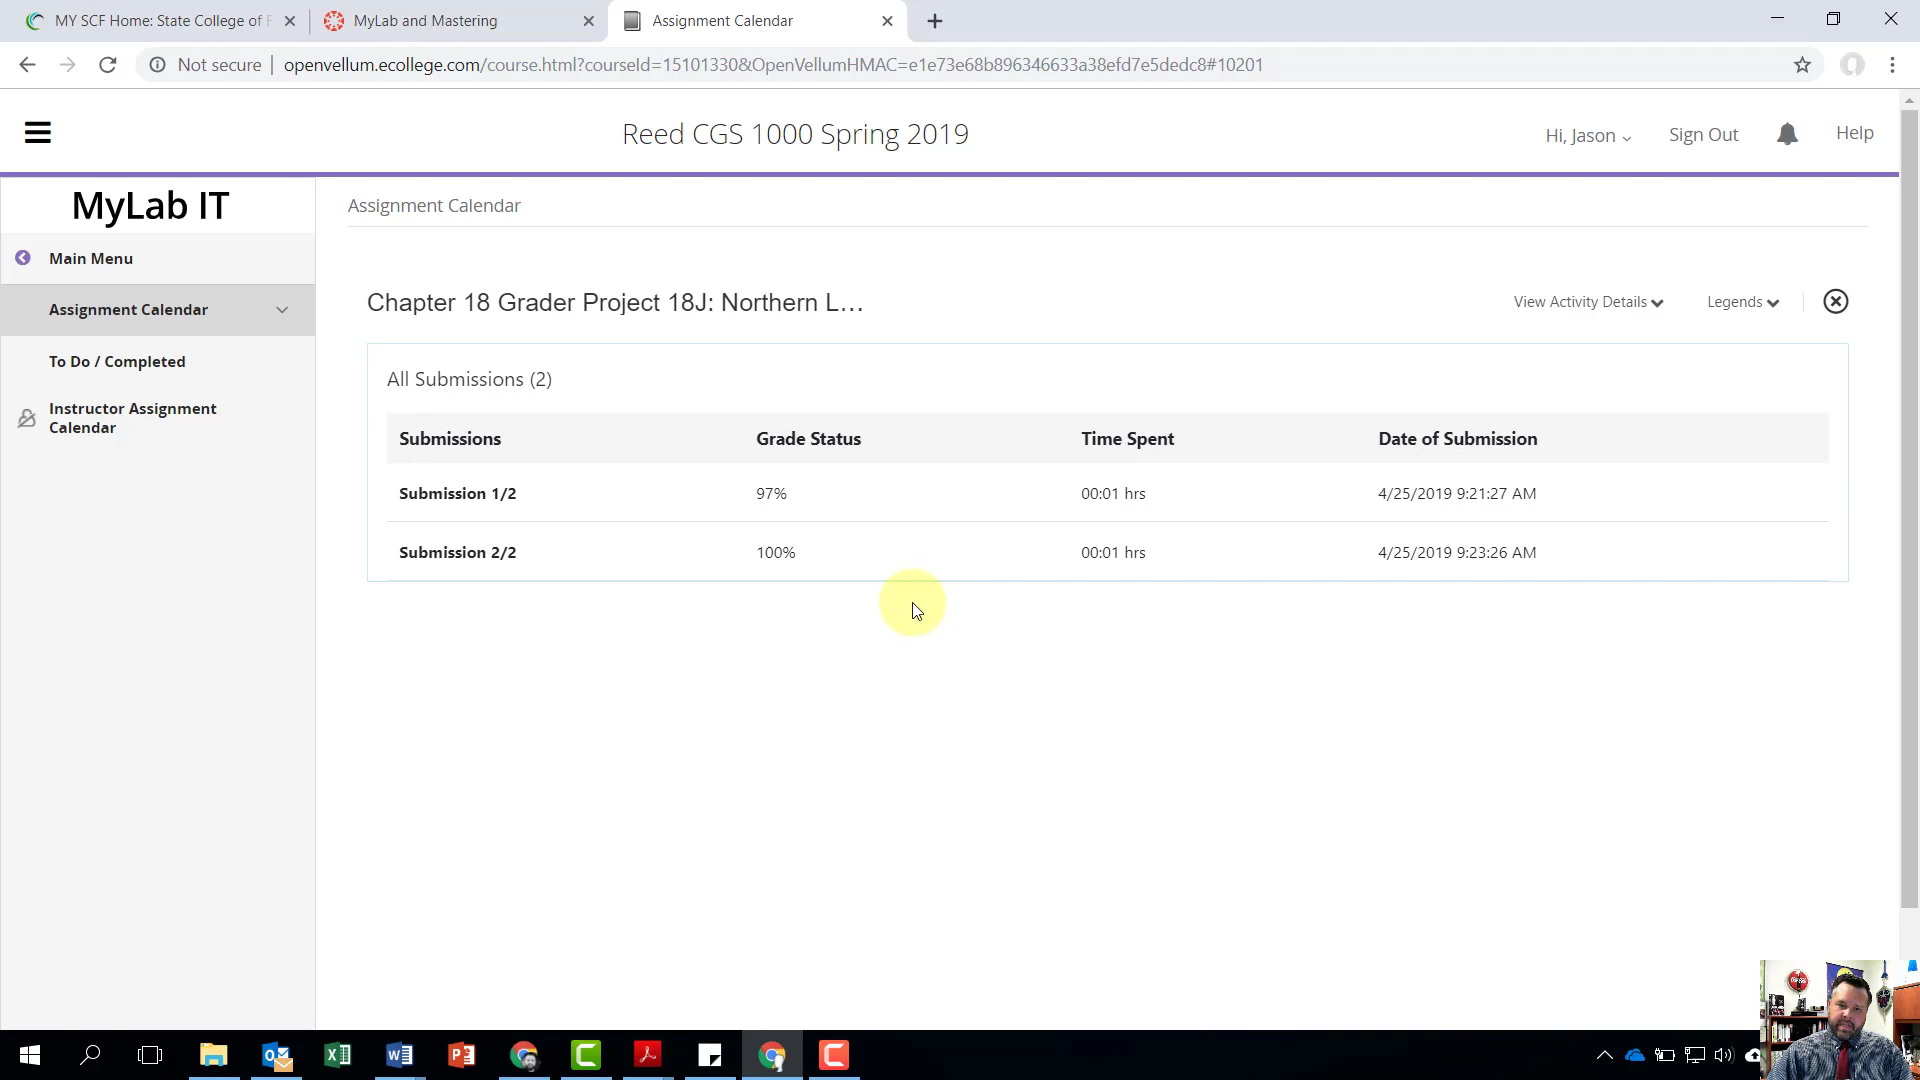 MY SCF Home: State College of F
MyLab and Mastering
Assignment Calendar
Not secure
openvellum.ecollege.com/course.html?courseId=15101330&OpenVellumHMAC=e1e73e68b896346633a38efd7e5dedc8#10201
Reed CGS 1000 Spring 2019
Hi, Jason
Sign Out
Help
MyLab IT
Main Menu
Assignment Calendar
To Do / Completed
Instructor Assignment
Calendar
Assignment Calendar
Chapter 18 Grader Project 18J: Northern L...
View Activity Details
Legends
All Submissions (2)
Submissions Grade Status Time Spent Date of Submission
Submission 1/2 97% 00:01 hrs 4/25/2019 9:21:27 AM
Submission 2/2 100% 00:01 hrs 4/25/2019 9:23:26 AM